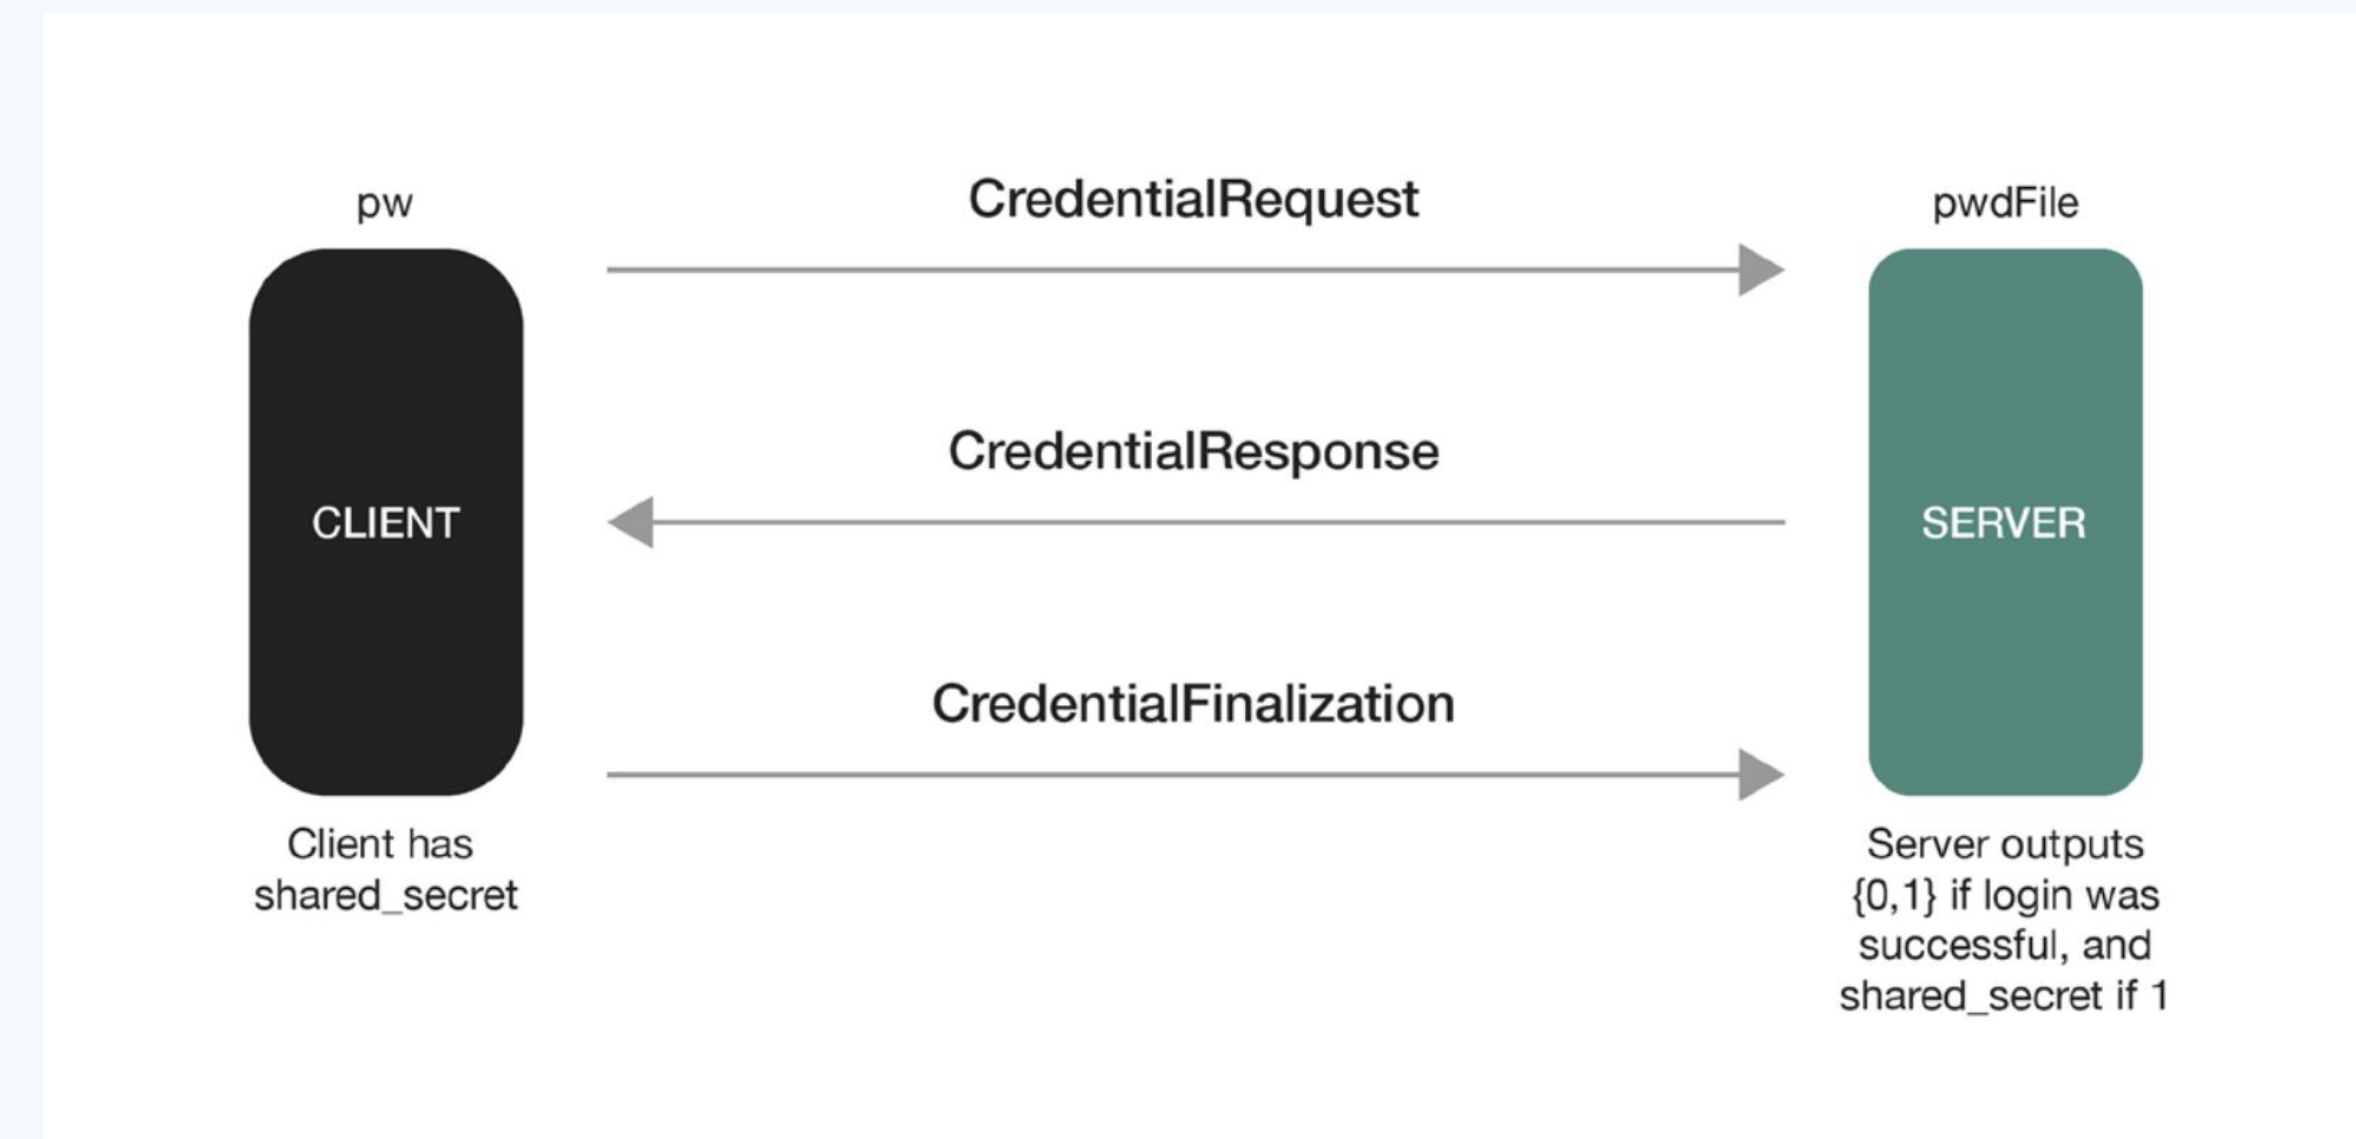 pw
CredentialRequest
pwdFile
CredentialResponse
CLIENT
SERVER
CredentialFinalization
Client has
shared_secret
Server outputs
{0,1} if login was
successful, and
shared_secret if 1